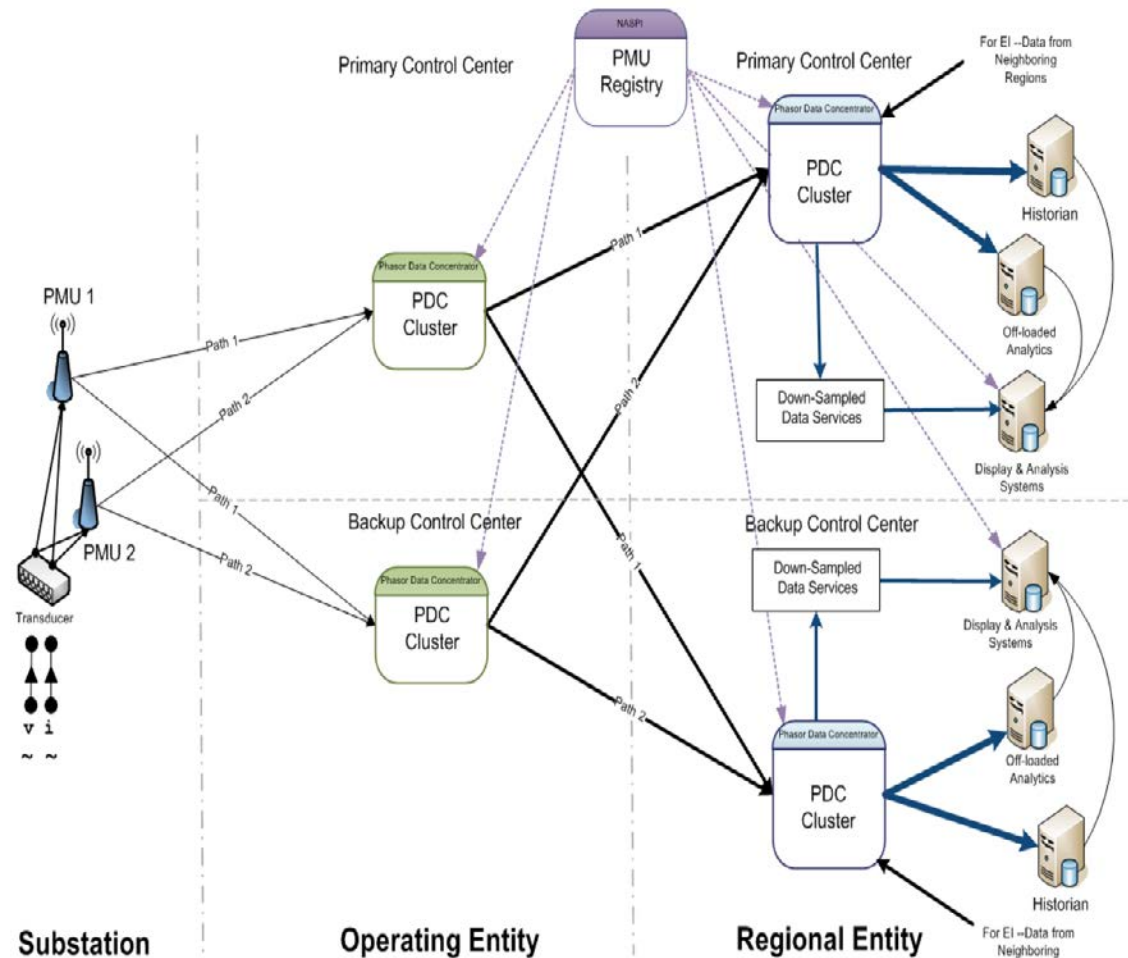 NASPI
PMU
Registry
Primary Control Center
Primary Control Center
For EI --Data from
Neighboring
Regions
Phasor Data Concentrator
PDC
Cluster
Historian
Off-loaded
Analytics
Down-Sampled
Data Services
Display & Analysis
Systems
Phasor Data Concentrator
PDC
Cluster
Path 1
Path 2
Path 1
Path 2
PMU 1
Path 1
Path 2
Path 1
Path 2
PMU 2
Transducer
v i
~ ~
Backup Control Center
Phasor Data Concentrator
PDC
Cluster
Backup Control Center
Down-Sampled
Data Services
Display & Analysis
Systems
Off-loaded
Analytics
Phasor Data Concentrator
PDC
Cluster
Historian
For EI --Data from
Neighboring
Substation
Operating Entity
Regional Entity